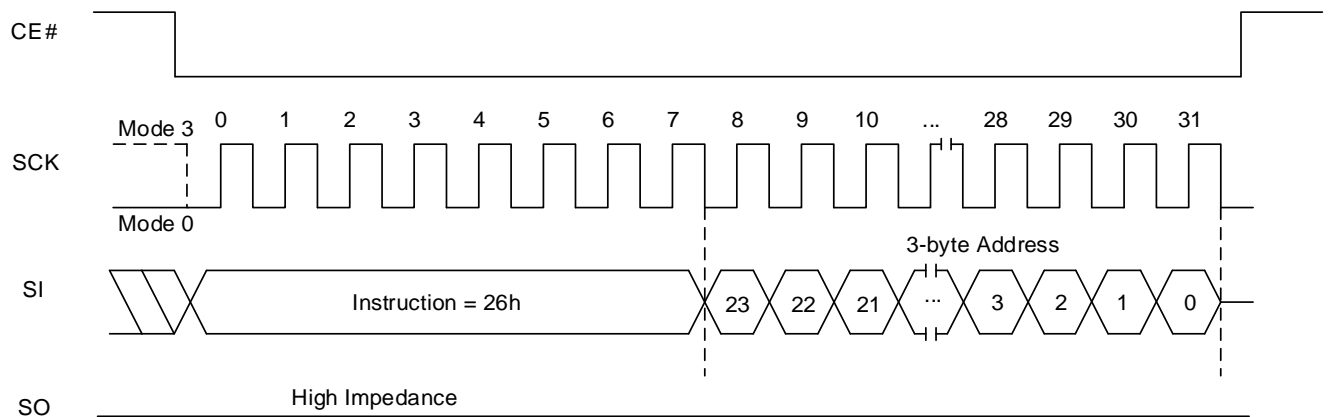 CE#
0 1 2 3 4 5 6 7 8 9 10 ... 28 29 30 31
Mode 3
SCK
Mode 0
3-byte Address
SI
Instruction = 26h 23 22 21 ... 3 2 1 0
High Impedance
SO